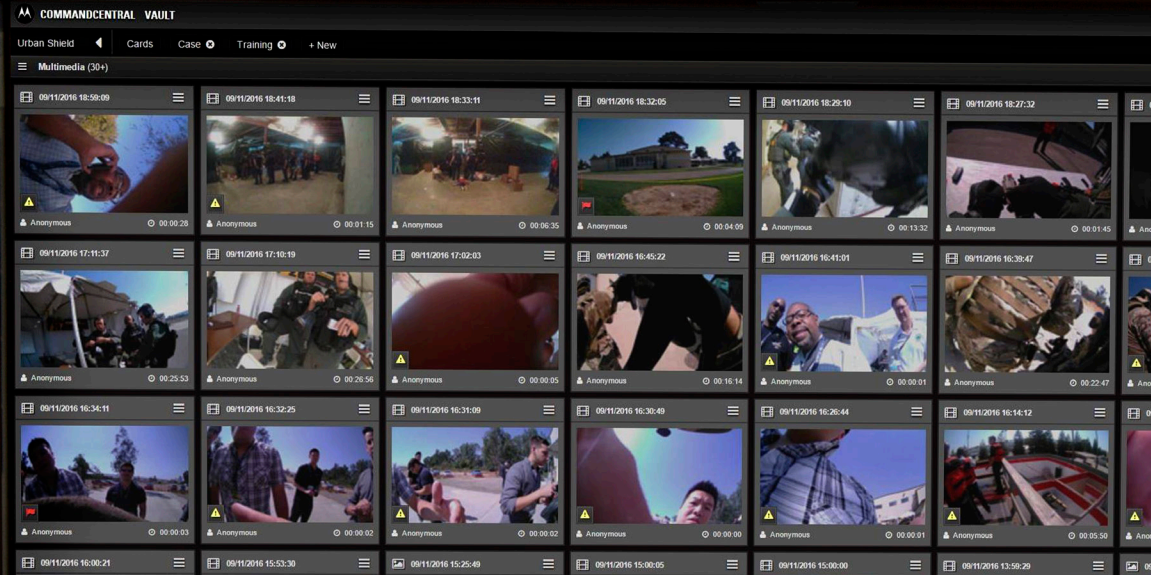 COMMANDCENTRAL VAULT
Urban Shield Cards Case Training + New
Multimedia (30+)
09/11/2016 18:59:09 09/11/2016 18:41:18 09/11/2016 18:33:11 09/11/2016 18:32:05 09/11/2016 18:29:10 09/11/2016 18:27:32
Anonymous 00:00:28 Anonymous 00:01:15 Anonymous 00:06:35 Anonymous 00:04:09 Anonymous 00:13:32 Anonymous 00:01:45
09/11/2016 17:11:37 09/11/2016 17:10:19 09/11/2016 17:02:03 09/11/2016 16:45:22 09/11/2016 16:41:01 09/11/2016 16:39:47
Anonymous 00:25:53 Anonymous 00:26:56 Anonymous 00:00:05 Anonymous 00:16:14 Anonymous 00:00:01 Anonymous 00:22:47
09/11/2016 16:34:11 09/11/2016 16:32:25 09/11/2016 16:31:09 09/11/2016 16:30:49 09/11/2016 16:26:44 09/11/2016 16:14:12
Anonymous 00:00:03 Anonymous 00:00:02 Anonymous 00:00:02 Anonymous 00:00:00 Anonymous 00:00:01 Anonymous 00:05:50
09/11/2016 16:00:21 09/11/2016 15:53:30 09/11/2016 15:25:49 09/11/2016 15:00:05 09/11/2016 15:00:00 09/11/2016 13:59:29